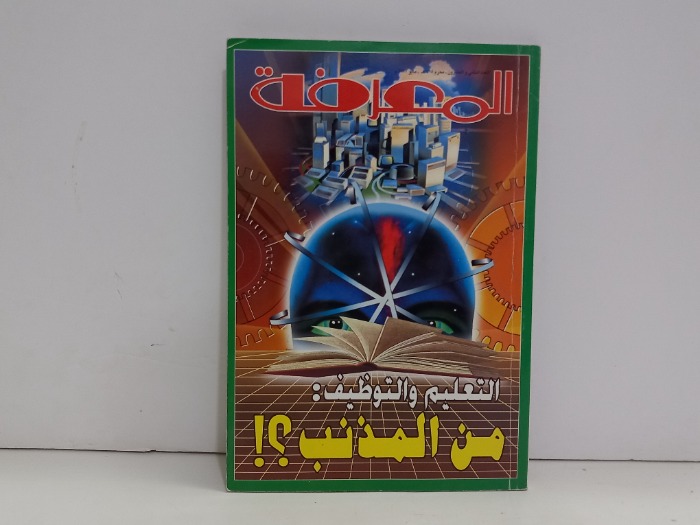 المعرفة
التعليم والتوظيف:
من المذنب ؟!